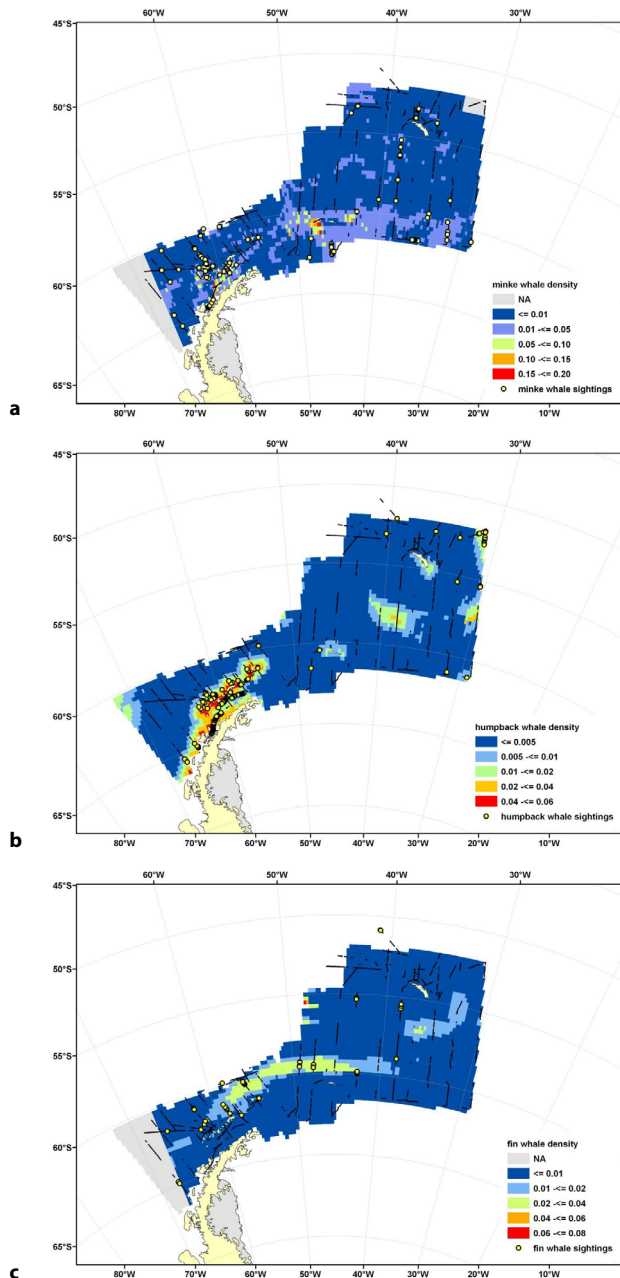 60°W 50°W 40°W
45°S
50°S
55°S
60°S
65°S
minke whale density
NA
<= 0.01
0.01 -<= 0.05
0.05 -<= 0.10
0.10 -<= 0.15
0.15 -<= 0.20
minke whale sightings
80°W 70°W 60°W 50°W 40°W 30°W 20°W 10°W
a
60°W 50°W 40°W
45°S
50°S
55°S
60°S
65°S
humpback whale density
<= 0.005
0.005 -<= 0.01
0.01 -<= 0.02
0.02 -<= 0.04
0.04 -<= 0.06
humpback whale sightings
80°W 70°W 60°W 50°W 40°W 30°W 20°W 10°W
b
60°W 50°W 40°W
45°S
50°S
55°S
60°S
65°S
fin whale density
NA
<= 0.01
0.01 -<= 0.02
0.02 -<= 0.04
0.04 -<= 0.06
0.06 -<= 0.08
fin whale sightings
80°W 70°W 60°W 50°W 40°W 30°W 20°W 10°W
c